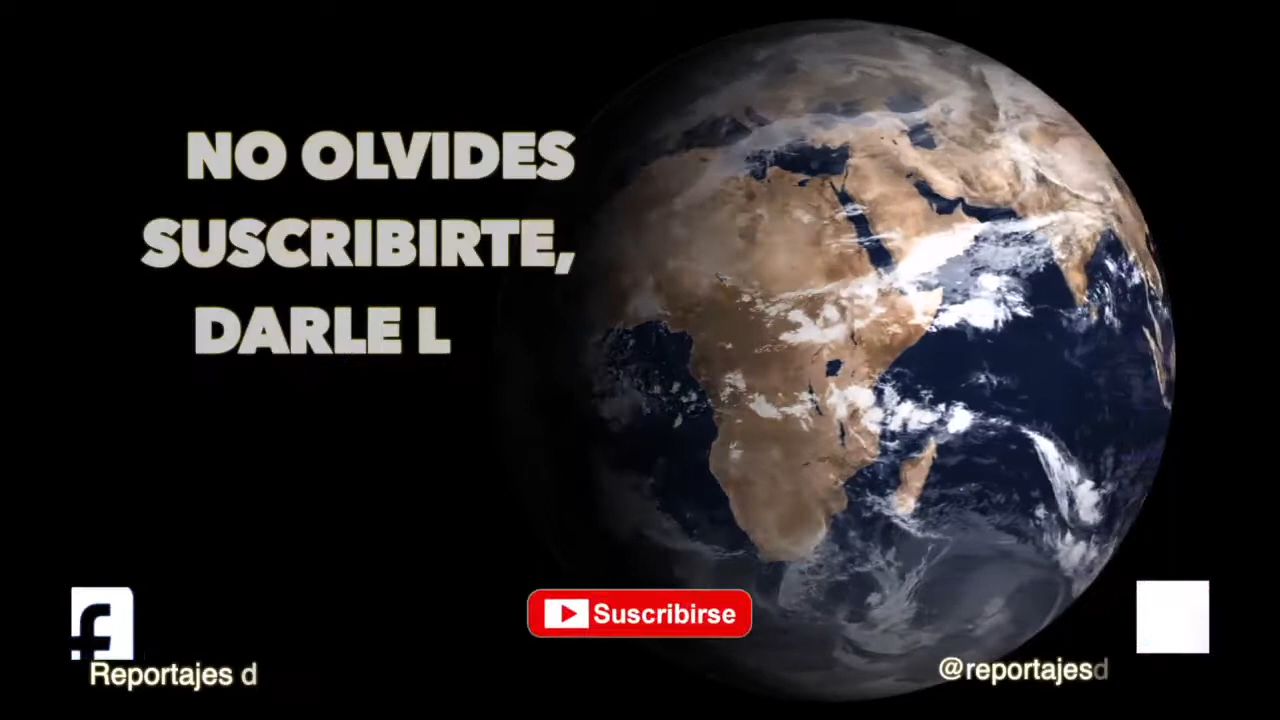 NO OLVIDES
SUSCRIBIRTE,
DARLE L
Suscribirse
Reportajes d
@reportajesd